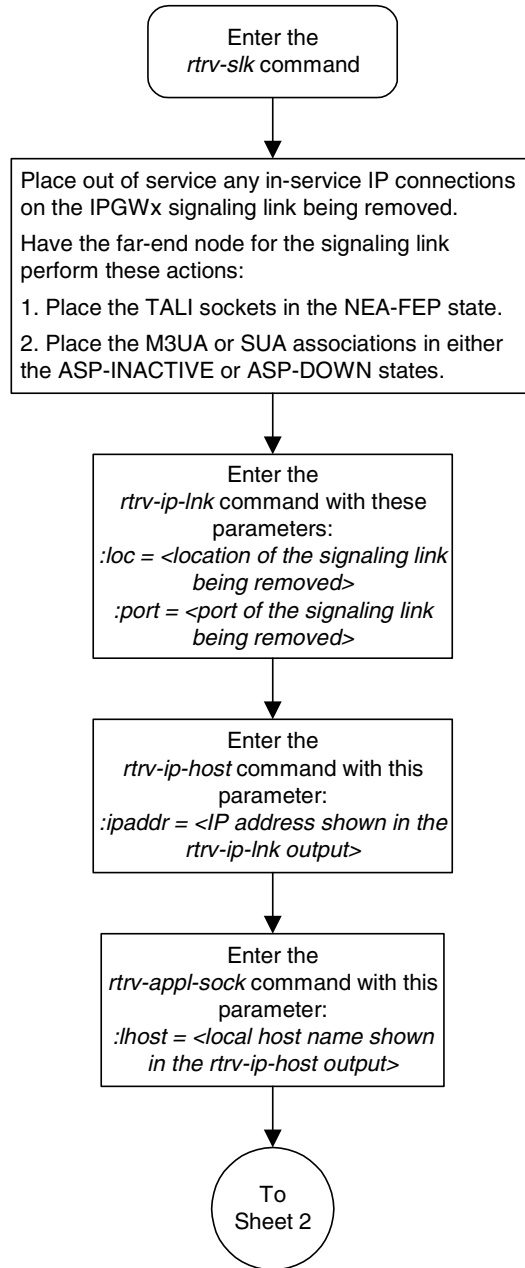 Enter the
rtrv-slk command
Place out of service any in-service IP connections
on the IPGWx signaling link being removed.
Have the far-end node for the signaling link
perform these actions:
1. Place the TALI sockets in the NEA-FEP state.
2. Place the M3UA or SUA associations in either
the ASP-INACTIVE or ASP-DOWN states.
Enter the
rtrv-ip-lnk command with these
parameters:
:loc = <location of the signaling link
being removed>
:port = <port of the signaling link
being removed>
Enter the
rtrv-ip-host command with this
parameter:
:ipaddr = <IP address shown in the
rtrv-ip-lnk output>
Enter the
rtrv-appl-sock command with this
parameter:
:lhost = <local host name shown
in the rtrv-ip-host output>
To
Sheet 2